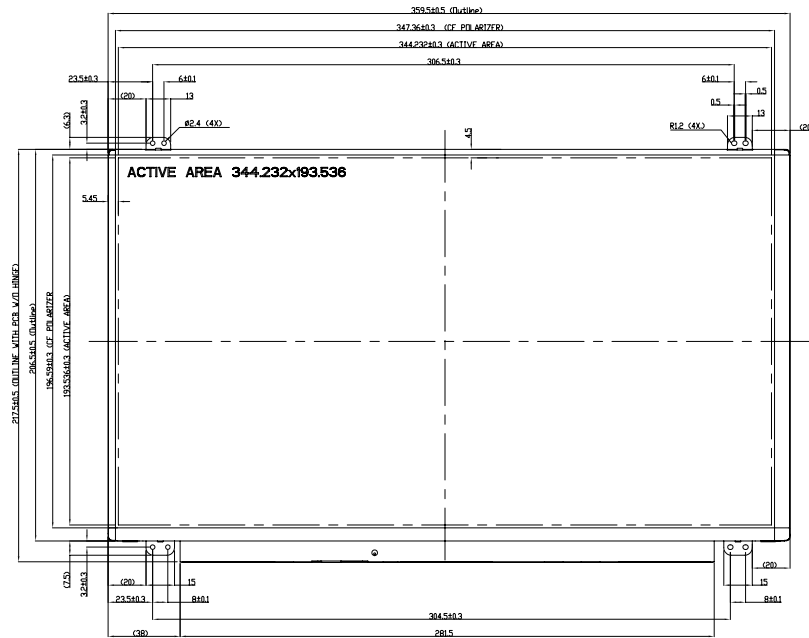 359.5±0.5 (Outline)
347.36±0.3 (CF POLARIZER)
344.232±0.3 (ACTIVE AREA)
306.5±0.3
23.5±0.3
6±0.1
6±0.1
0.5
(20)
13
0.5
13
(6.3)
3.2±0.3
ø2.4 (4X)
4.5
R1.2 (4X)
(20
ACTIVE AREA 344.232x193.536
5.45
217.5±0.5 (OUTLINE WITH PCB W/O HINGE)
206.5±0.5 (Outline)
196.59±0.3 (CF POLARIZER
193.536±0.3 (ACTIVE AREA)
(7.5)
3.2±0.3
(20)
15
(20)
15
23.5±0.3
8±0.1
8±0.1
304.5±0.3
(38)
281.5